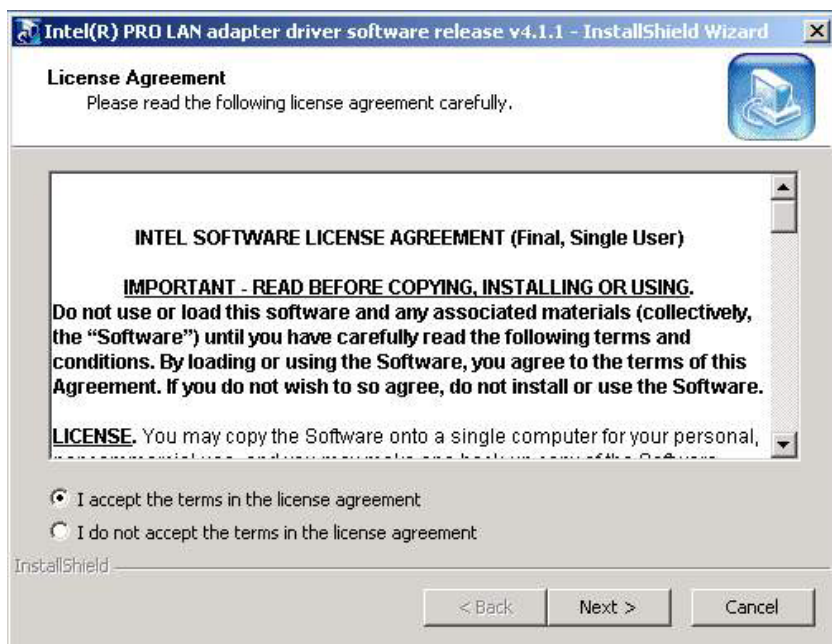 Intel(R) PRO LAN adapter driver software release v4.1.1 - InstallShield Wizard
License Agreement
Please read the following license agreement carefully.
INTEL SOFTWARE LICENSE AGREEMENT (Final, Single User)
IMPORTANT - READ BEFORE COPYING, INSTALLING OR USING.
Do not use or load this software and any associated materials (collectively,
the “Software”) until you have carefully read the following terms and
conditions. By loading or using the Software, you agree to the terms of this
Agreement. If you do not wish to so agree, do not install or use the Software.
LICENSE. You may copy the Software onto a single computer for your personal,
I accept the terms in the license agreement
I do not accept the terms in the license agreement
InstallShield
< Back
Next >
Cancel